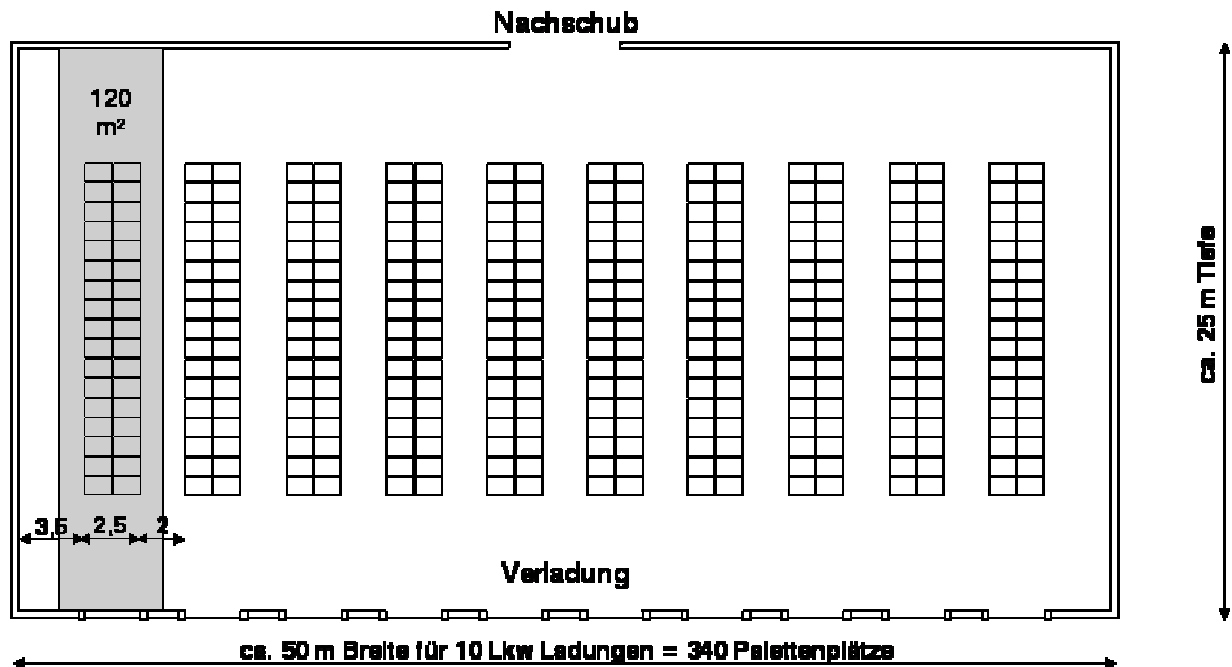 Nachschub
120
m²
3,5 2,5 2
Verladung
ca. 25 m Tiefe
ca. 50 m Breite für 10 Lkw Ladungen = 340 Palettenplätze